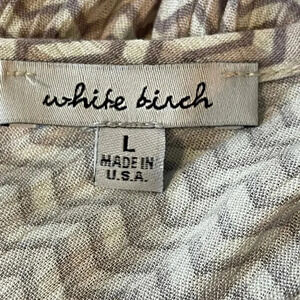 white birch
L
MADE IN
U.S.A.